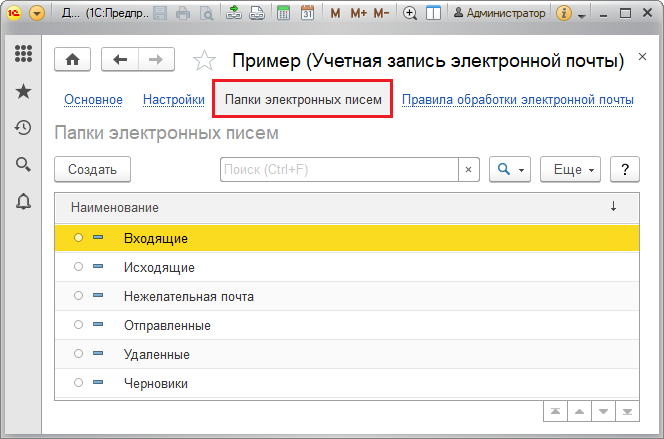 Д... (1С:Предпр... M M+ M- Администратор
Пример (Учетная запись электронной почты)
Основное Настройки Папки электронных писем Правила обработки электронной почты
Папки электронных писем
Создать Поиск (Ctrl+F) × Еще ?
Наименование ↓
Входящие
Исходящие
Нежелательная почта
Отправленные
Удаленные
Черновики